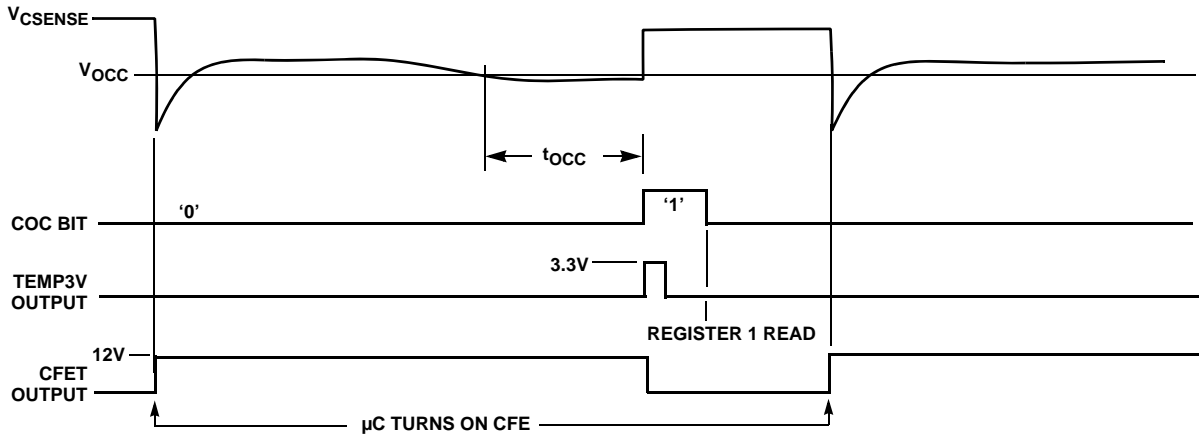 VCSENSE
VOCC
tOCC
COC BIT
‘0’
‘1’
TEMP3V
OUTPUT
3.3V
REGISTER 1 READ
12V
CFET
OUTPUT
µC TURNS ON CFE